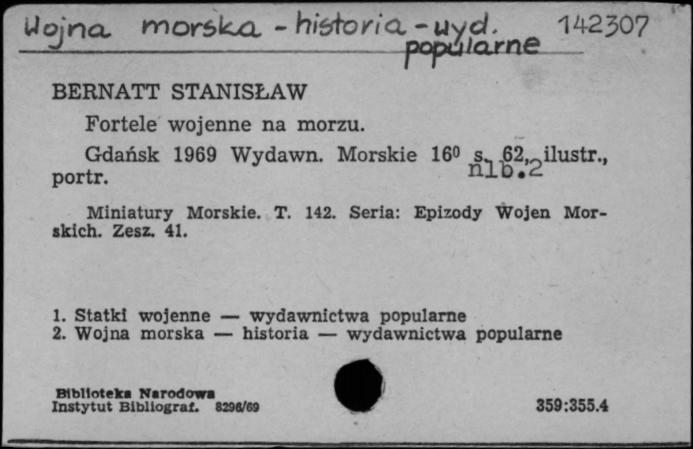 Wojna morska - historia - wyd. 142307
popularne
BERNATT STANISŁAW
Fortele wojenne na morzu.
Gdańsk 1969 Wydawn. Morskie 16⁰ s. 62, ilustr.,
nlb.2
portr.
Miniatury Morskie. T. 142. Seria: Epizody Wojen Mor-
skich. Zesz. 41.
1. Statki wojenne — wydawnictwa popularne
2. Wojna morska — historia — wydawnictwa popularne
Biblioteka Narodowa
Instytut Bibliograf. 8296/69 359:355.4